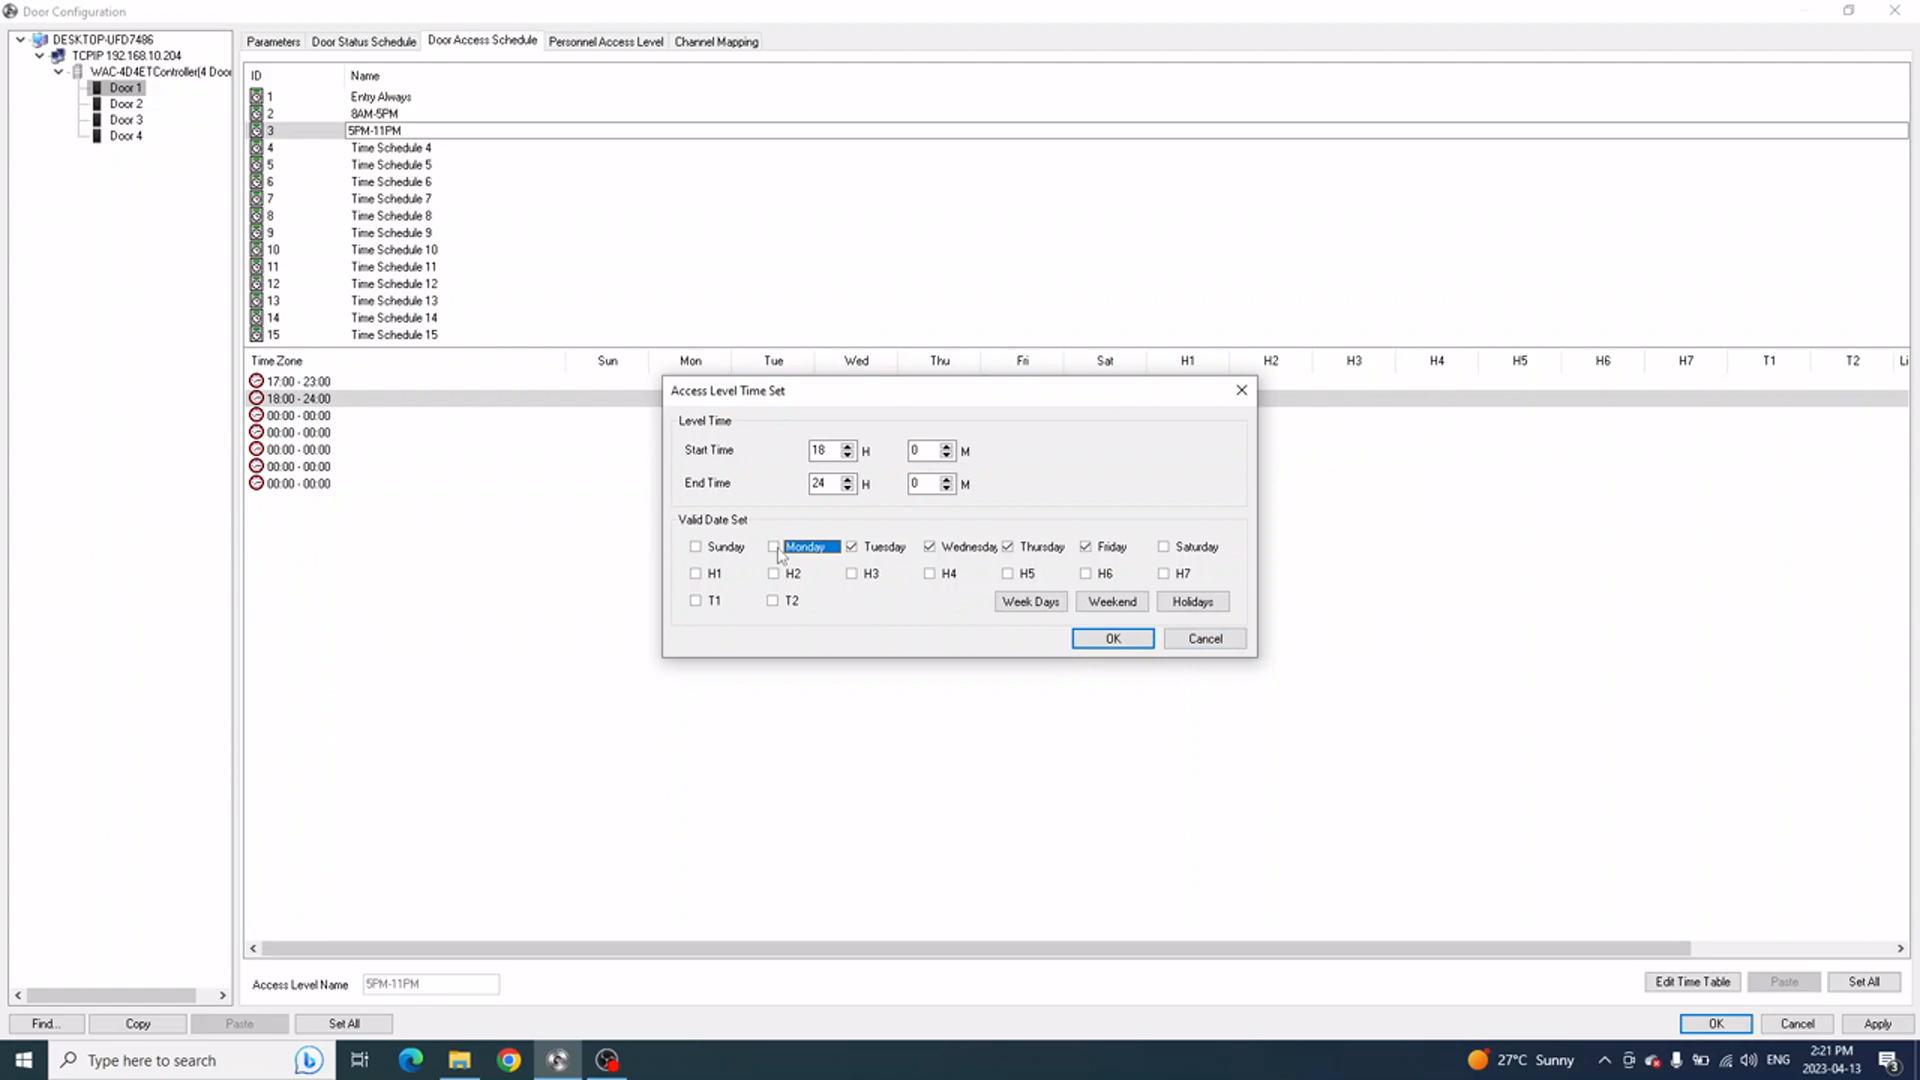 Door Configuration
DESKTOP-UFD7486
TCPIP 192.168.10.204
WAC-4D4ETController(4 Door
Door 1
Door 2
Door 3
Door 4
Parameters Door Status Schedule Door Access Schedule Personnel Access Level Channel Mapping
ID Name
1 Entry Always
2 8AM-5PM
3 5PM-11PM
4 Time Schedule 4
5 Time Schedule 5
6 Time Schedule 6
7 Time Schedule 7
8 Time Schedule 8
9 Time Schedule 9
10 Time Schedule 10
11 Time Schedule 11
12 Time Schedule 12
13 Time Schedule 13
14 Time Schedule 14
15 Time Schedule 15
Time Zone Sun Mon Tue Wed Thu Fri Sat H1 H2 H3 H4 H5 H6 H7 T1 T2 Li
17:00 - 23:00
18:00 - 24:00
00:00 - 00:00
00:00 - 00:00
00:00 - 00:00
00:00 - 00:00
00:00 - 00:00
Access Level Time Set
Level Time
Start Time 18 H 0 M
End Time 24 H 0 M
Valid Date Set
Sunday Monday Tuesday Wednesday Thursday Friday Saturday
H1 H2 H3 H4 H5 H6 H7
T1 T2 Week Days Weekend Holidays
OK Cancel
Access Level Name 5PM-11PM Edit Time Table Paste Set All
Find... Copy Paste Set All OK Cancel Apply
Type here to search
27°C Sunny
ENG
2:21 PM
2023-04-13
3